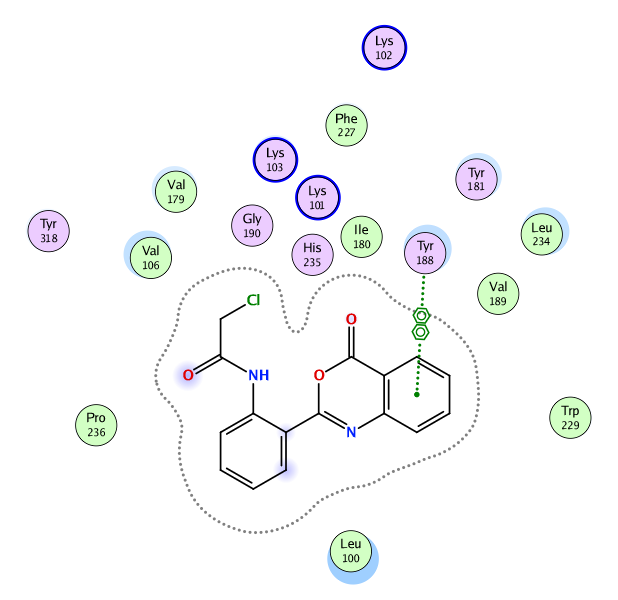 Lys
102
Phe
227
Lys
103
Tyr
181
Val
179
Lys
101
Gly
190
Tyr
318
Ile
180
Leu
234
Val
106
His
235
Tyr
188
Val
189
Cl
O
O
O
NH
N
Pro
236
Trp
229
Leu
100